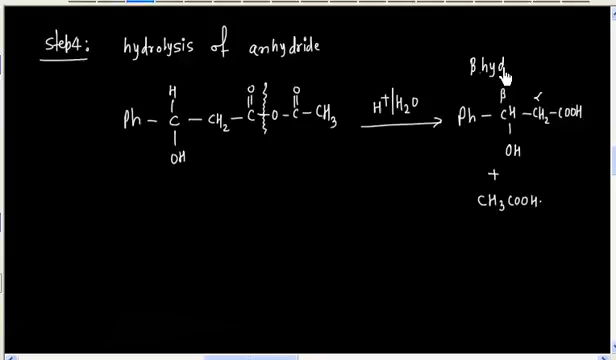 Step4: hydrolysis of anhydride
β hyd
H O O β α
Ph – C – CH2 – C – O – C – CH3 H+/H2O Ph – CH – CH2 – COOH
OH OH
+
CH3COOH